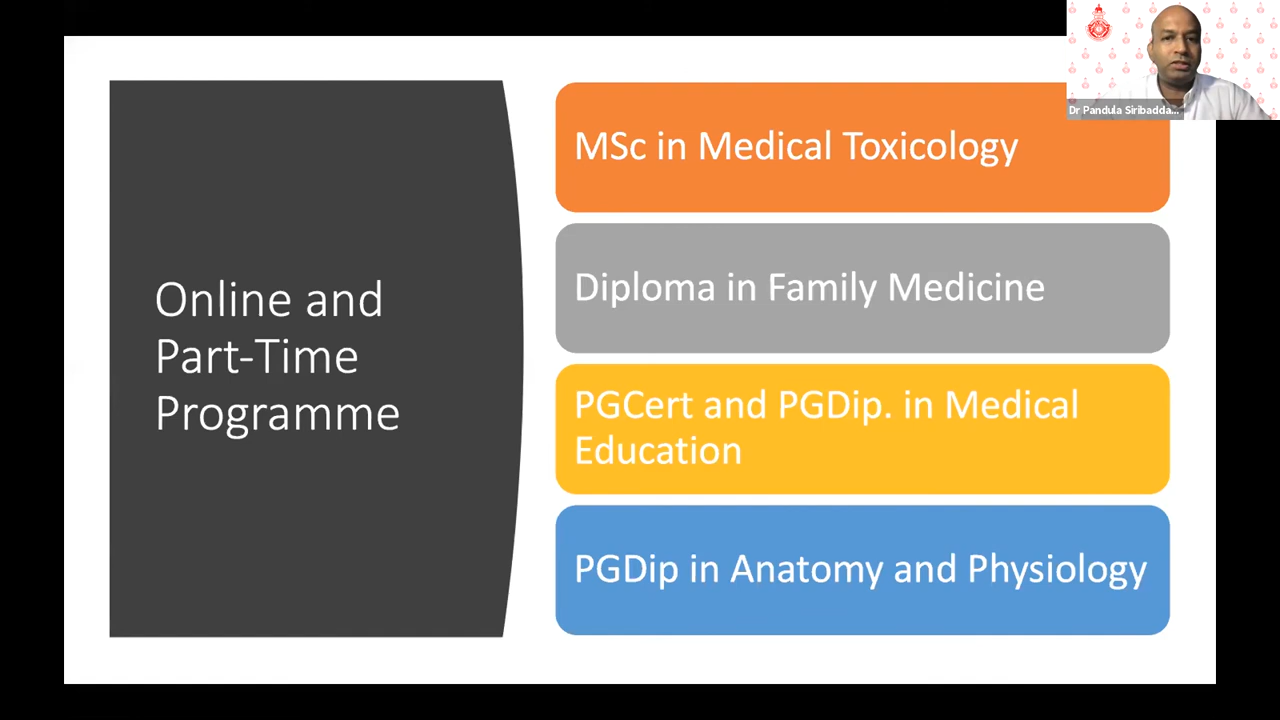 Online and
Part-Time
Programme
MSc in Medical Toxicology
Diploma in Family Medicine
PGCert and PGDip. in Medical
Education
PGDip in Anatomy and Physiology
Dr Pandula Siribadda...